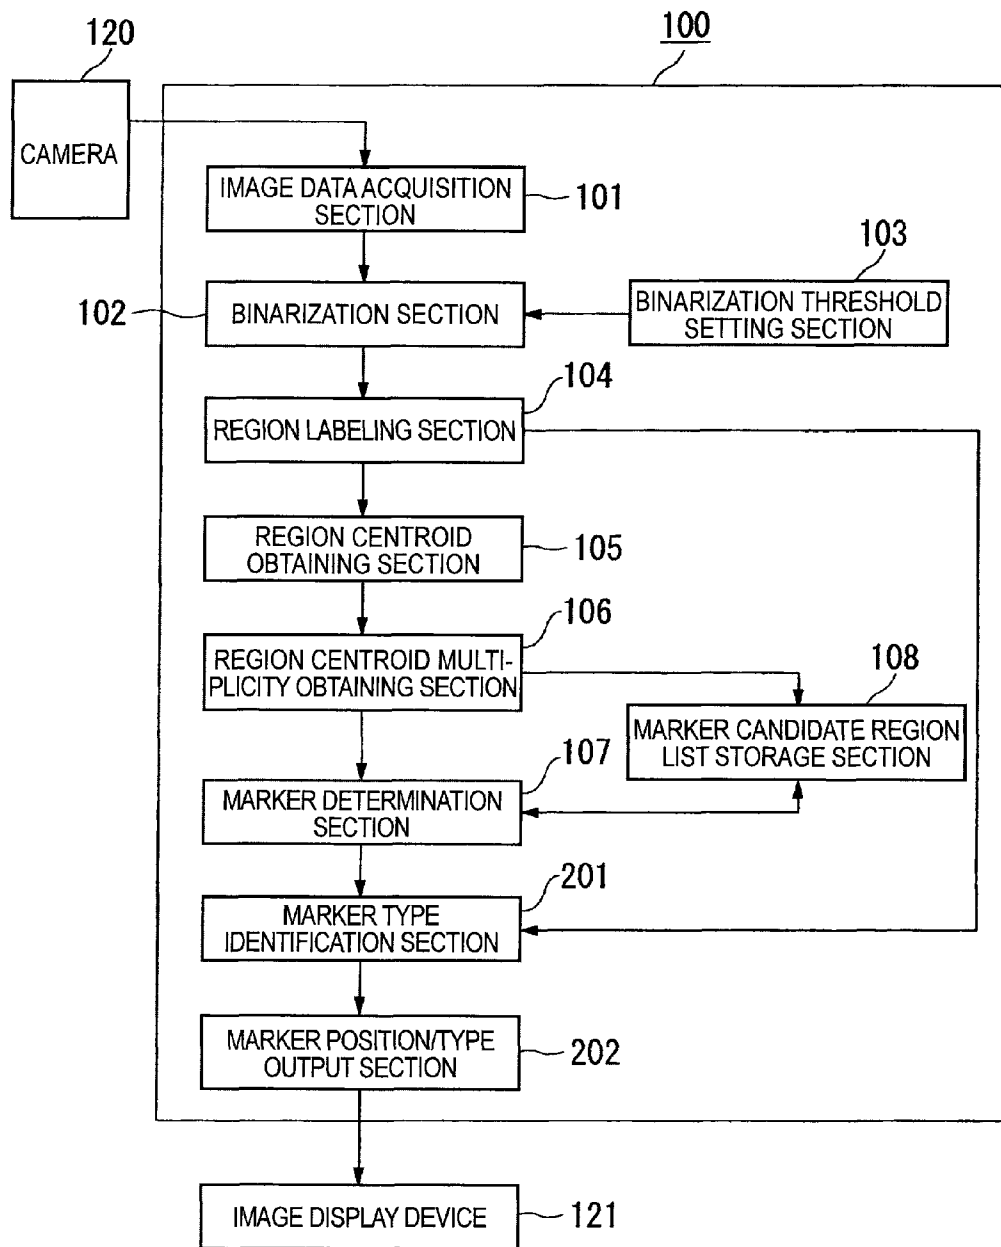 120
100
CAMERA
IMAGE DATA ACQUISITION
SECTION
101
103
BINARIZATION THRESHOLD
SETTING SECTION
102
BINARIZATION SECTION
104
REGION LABELING SECTION
REGION CENTROID
OBTAINING SECTION
105
106
REGION CENTROID MULTI-
PLICITY OBTAINING SECTION
108
MARKER CANDIDATE REGION
LIST STORAGE SECTION
107
MARKER DETERMINATION
SECTION
201
MARKER TYPE
IDENTIFICATION SECTION
MARKER POSITION/TYPE
OUTPUT SECTION
202
IMAGE DISPLAY DEVICE
121